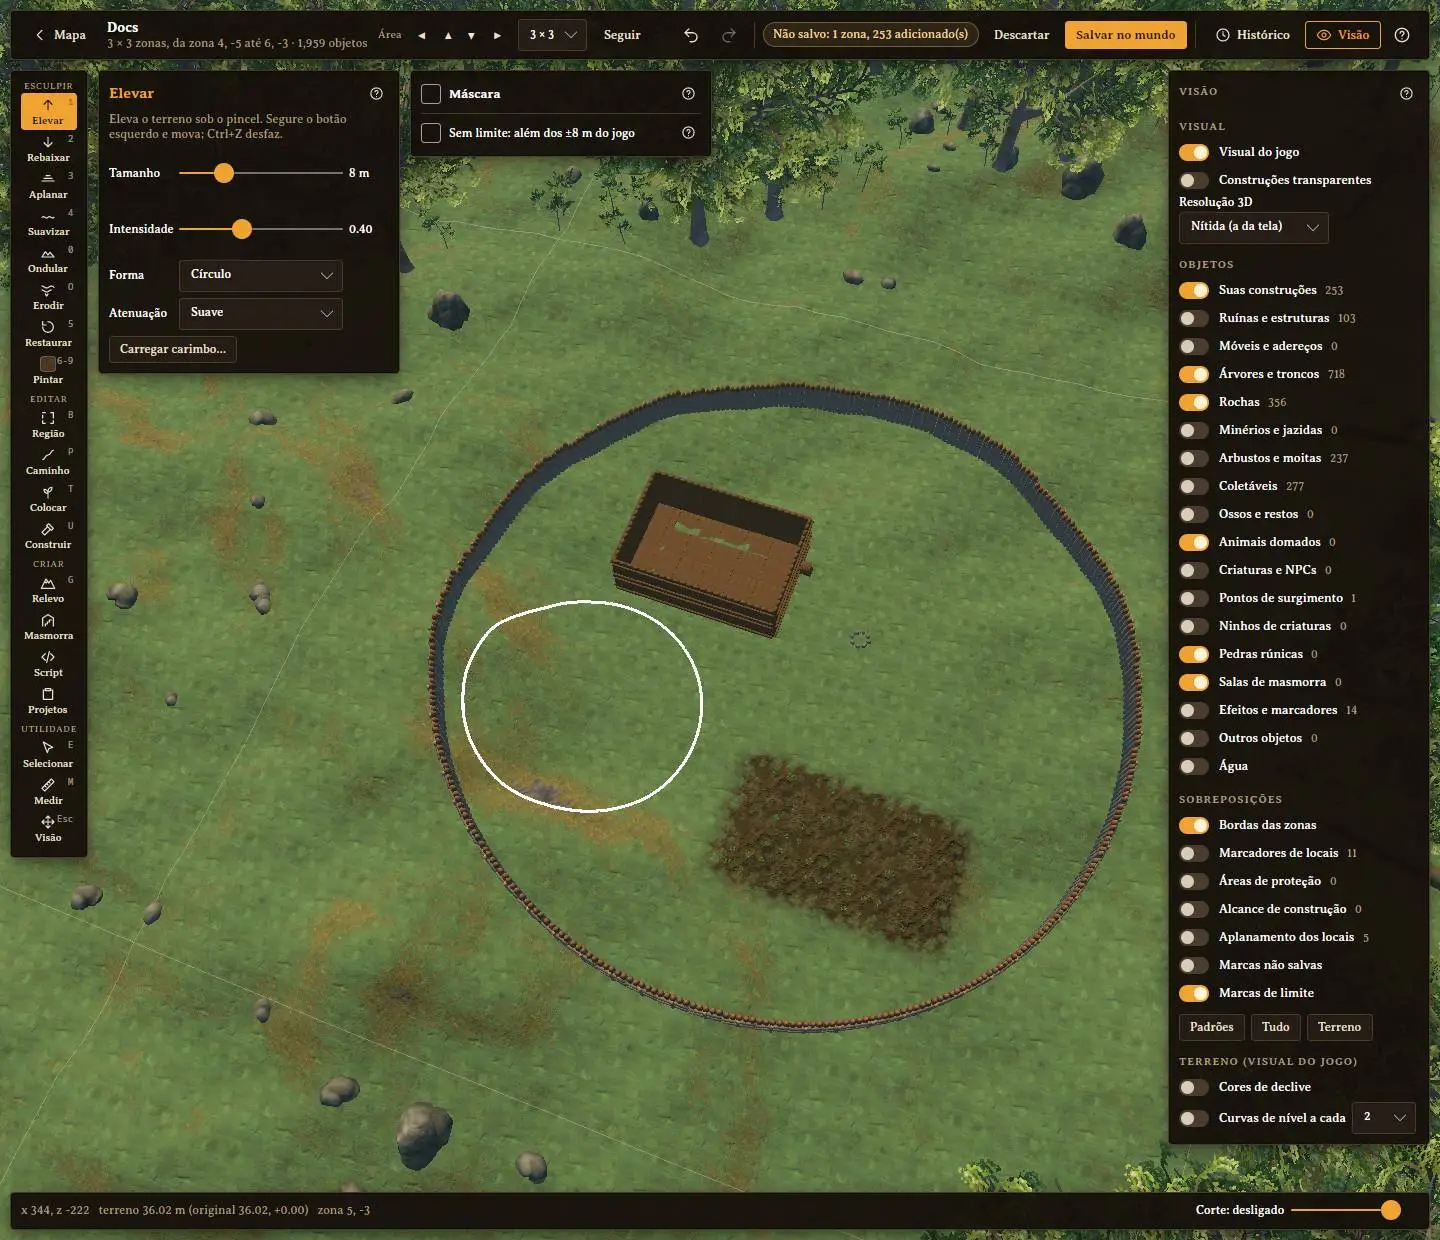 Mapa
Docs
3 × 3 zonas, da zona 4, -5 até 6, -3 · 1,959 objetos
Área
3 × 3
Seguir
Não salvo: 1 zona, 253 adicionado(s)
Descartar
Salvar no mundo
Histórico
Visão
ESCULPIR
1
Elevar
2
Rebaixar
3
Aplanar
4
Suavizar
0
Ondular
O
Erodir
5
Restaurar
6-9
Pintar
EDITAR
B
Região
P
Caminho
T
Colocar
U
Construir
CRIAR
G
Relevo
Masmorra
Script
Projetos
UTILIDADE
E
Selecionar
M
Medir
Esc
Visão
Elevar
Eleva o terreno sob o pincel. Segure o botão
esquerdo e mova; Ctrl+Z desfaz.
Tamanho 8 m
Intensidade 0.40
Forma Círculo
Atenuação Suave
Carregar carimbo...
Máscara
Sem limite: além dos ±8 m do jogo
VISÃO
VISUAL
Visual do jogo
Construções transparentes
Resolução 3D
Nítida (a da tela)
OBJETOS
Suas construções 253
Ruínas e estruturas 103
Móveis e adereços 0
Árvores e troncos 718
Rochas 356
Minérios e jazidas 0
Arbustos e moitas 237
Coletáveis 277
Ossos e restos 0
Animais domados 0
Criaturas e NPCs 0
Pontos de surgimento 1
Ninhos de criaturas 0
Pedras rúnicas 0
Salas de masmorra 0
Efeitos e marcadores 14
Outros objetos 0
Água
SOBREPOSIÇÕES
Bordas das zonas
Marcadores de locais 11
Áreas de proteção 0
Alcance de construção 0
Aplanamento dos locais 5
Marcas não salvas
Marcas de limite
Padrões Tudo Terreno
TERRENO (VISUAL DO JOGO)
Cores de declive
Curvas de nível a cada 2
x 344, z -222 terreno 36.02 m (original 36.02, +0.00) zona 5, -3
Corte: desligado